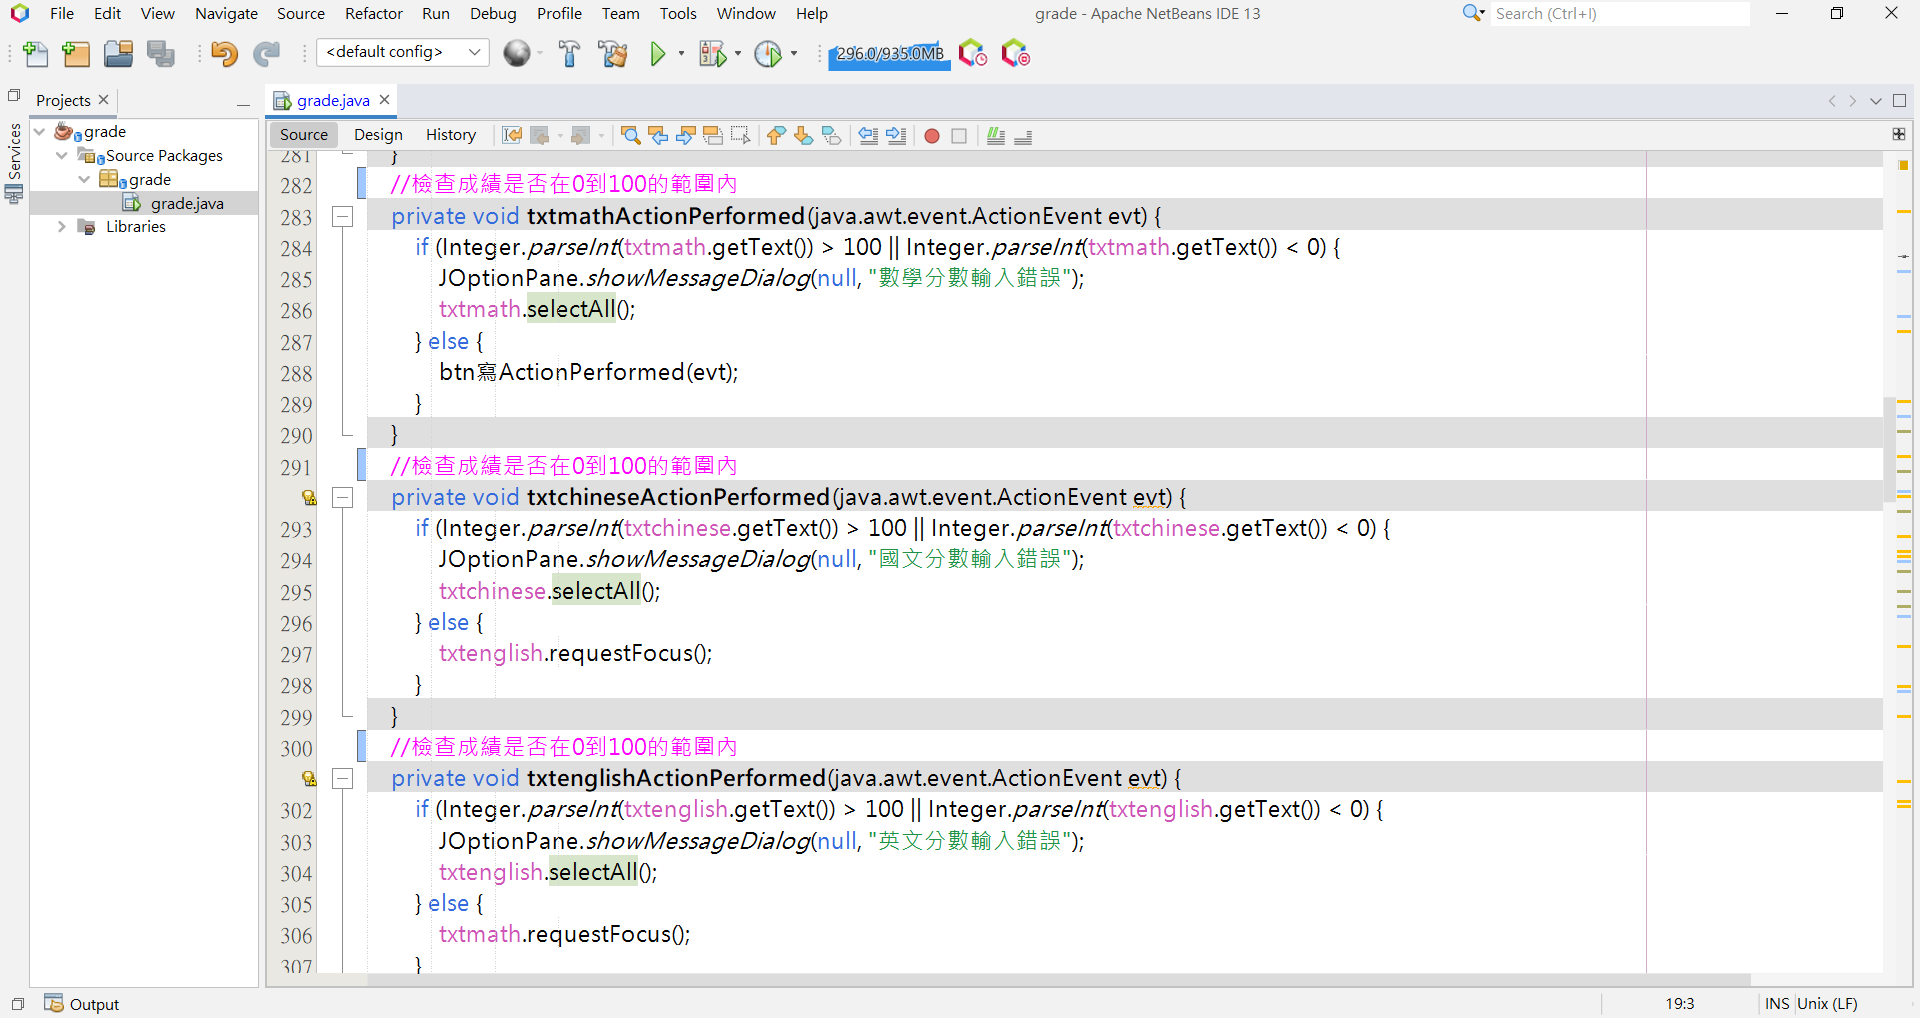 File Edit View Navigate Source Refactor Run Debug Profile Team Tools Window Help
grade - Apache NetBeans IDE 13
Search (Ctrl+I)
<default config>
296.0/935.0MB
Services
Projects
grade
Source Packages
grade
grade.java
Libraries
grade.java
Source Design History
281 }
282 //檢查成績是否在0到100的範圍內
283 private void txtmathActionPerformed(java.awt.event.ActionEvent evt) {
284 if (Integer.parseInt(txtmath.getText()) > 100 || Integer.parseInt(txtmath.getText()) < 0) {
285 JOptionPane.showMessageDialog(null, "數學分數輸入錯誤");
286 txtmath.selectAll();
287 } else {
288 btn寫ActionPerformed(evt);
289 }
290 }
291 //檢查成績是否在0到100的範圍內
private void txtchineseActionPerformed(java.awt.event.ActionEvent evt) {
293 if (Integer.parseInt(txtchinese.getText()) > 100 || Integer.parseInt(txtchinese.getText()) < 0) {
294 JOptionPane.showMessageDialog(null, "國文分數輸入錯誤");
295 txtchinese.selectAll();
296 } else {
297 txtenglish.requestFocus();
298 }
299 }
300 //檢查成績是否在0到100的範圍內
private void txtenglishActionPerformed(java.awt.event.ActionEvent evt) {
302 if (Integer.parseInt(txtenglish.getText()) > 100 || Integer.parseInt(txtenglish.getText()) < 0) {
303 JOptionPane.showMessageDialog(null, "英文分數輸入錯誤");
304 txtenglish.selectAll();
305 } else {
306 txtmath.requestFocus();
307 }
Output
19:3 INS Unix (LF)